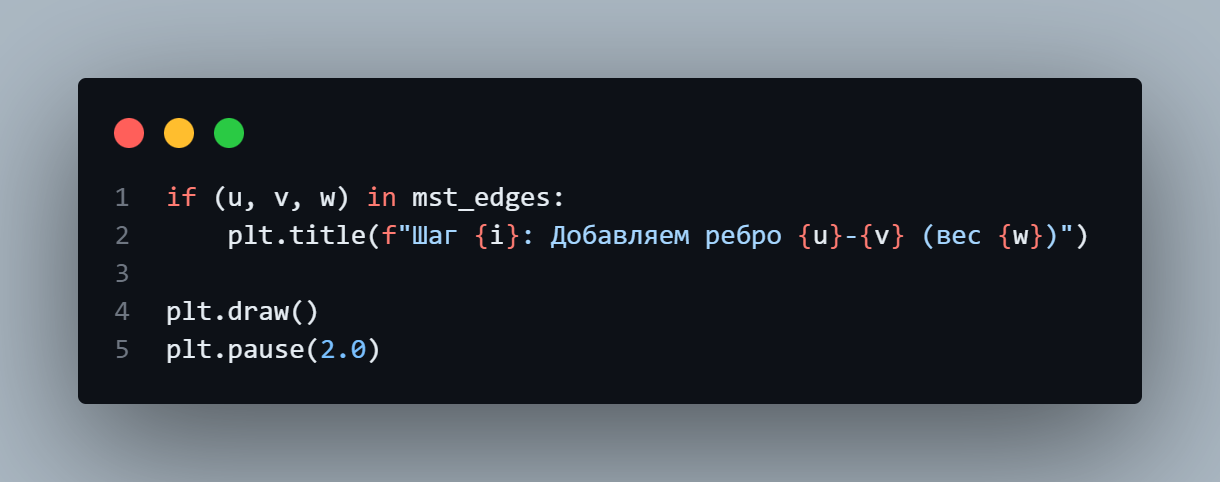 1 if (u, v, w) in mst_edges:
2     plt.title(f"Шаг {i}: Добавляем ребро {u}-{v} (вес {w})")
3
4 plt.draw()
5 plt.pause(2.0)